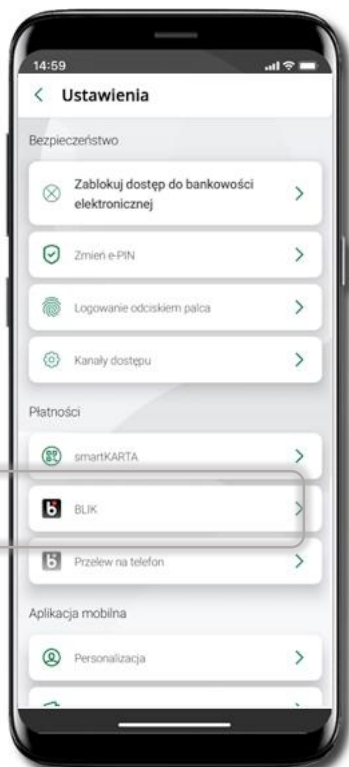 14:59
Ustawienia
Bezpieczeństwo
Zablokuj dostęp do bankowości
elektronicznej
Zmień e-PIN
Logowanie odciskiem palca
Kanały dostępu
Płatności
smartKARTA
BLIK
Przelew na telefon
Aplikacja mobilna
Personalizacja